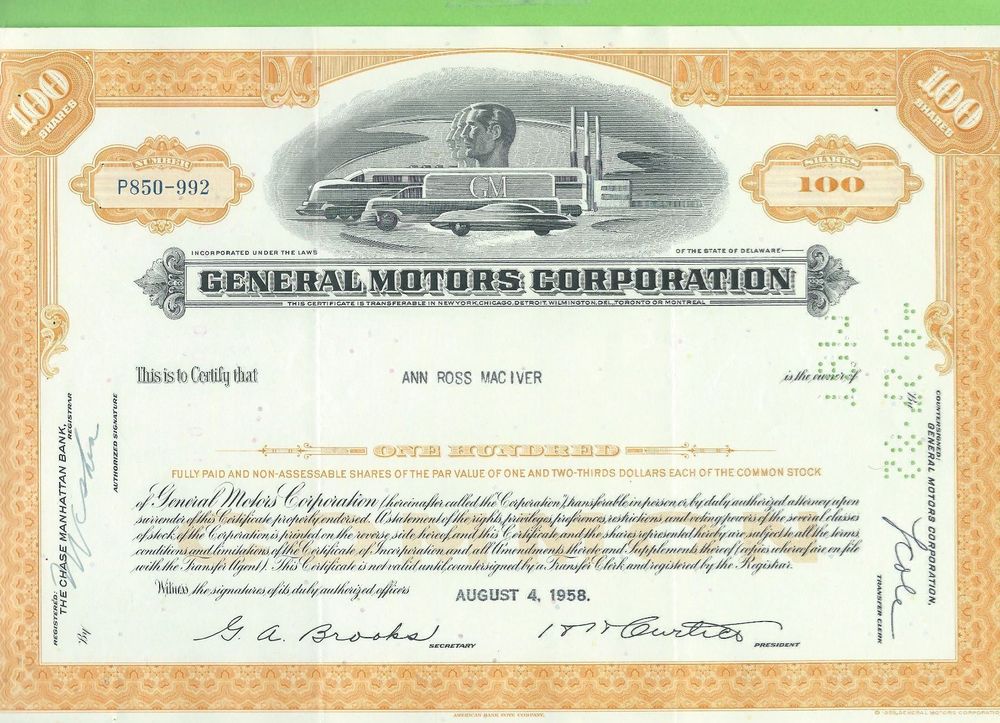 100 SHARES
100 SHARES
NUMBER
P850-992
GM
SHARES
100
INCORPORATED UNDER THE LAWS
OF THE STATE OF DELAWARE
GENERAL MOTORS CORPORATION
THIS CERTIFICATE IS TRANSFERABLE IN NEW YORK, CHICAGO, DETROIT, WILMINGTON, DEL., TORONTO OR MONTREAL
This is to Certify that
ANN ROSS MAC IVER
is the owner of
ONE HUNDRED
FULLY PAID AND NON-ASSESSABLE SHARES OF THE PAR VALUE OF ONE AND TWO-THIRDS DOLLARS EACH OF THE COMMON STOCK
of General Motors Corporation (hereinafter called the Corporation), transferable in person or by duly authorized attorney upon
surrender of this Certificate properly endorsed. A statement of the rights, privileges, preferences, restrictions and voting powers of the several classes
of stock of the Corporation is printed on the reverse side hereof, and this Certificate and the shares represented hereby are subject to all the terms,
conditions and limitations of the Certificate of Incorporation and all Amendments thereto and Supplements thereof (copies whereof are on file
with the Transfer Agent). This Certificate is not valid until countersigned by a Transfer Clerk and registered by the Registrar.
Witness the signatures of its duly authorized officers
AUGUST 4, 1958.
G. A. Brooks
SECRETARY
Curtice
PRESIDENT
REGISTERED:
THE CHASE MANHATTAN BANK,
REGISTRAR
By
AUTHORIZED SIGNATURE
COUNTERSIGNED:
GENERAL MOTORS CORPORATION,
By
TRANSFER CLERK
AMERICAN BANK NOTE COMPANY.